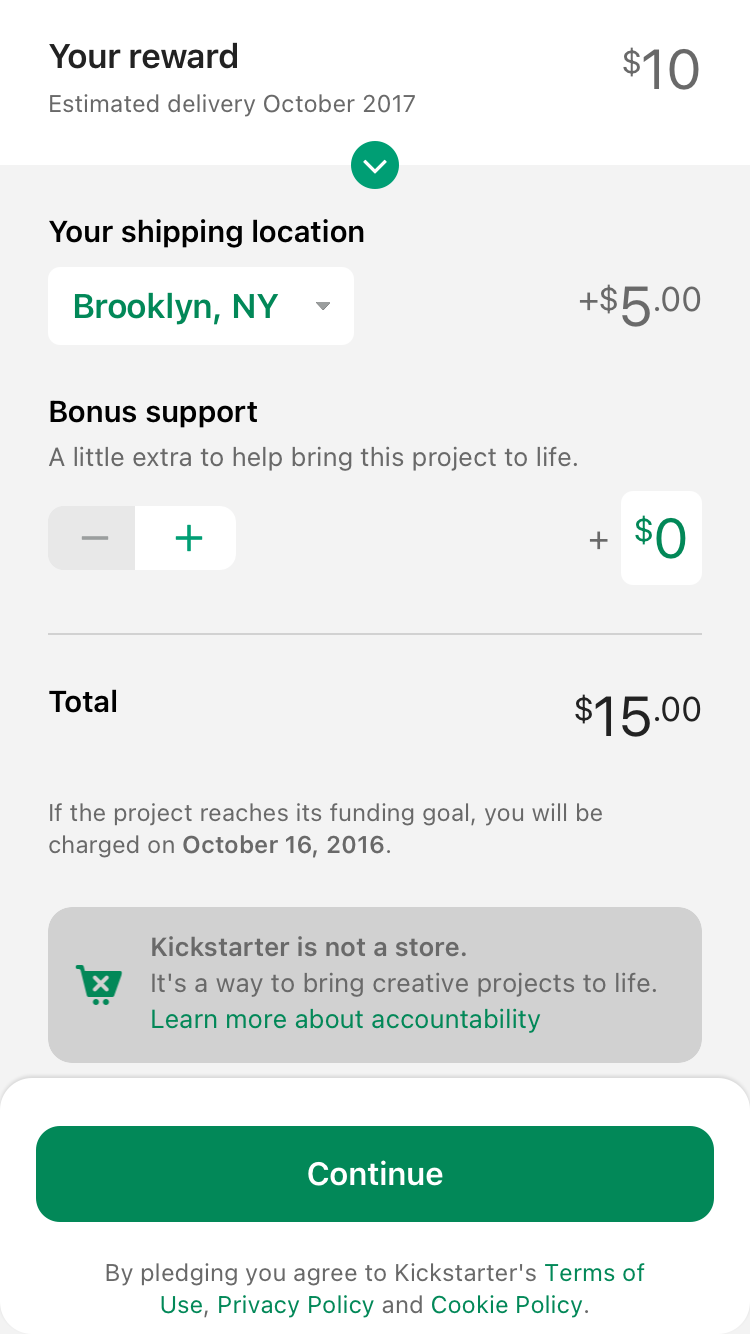 Your reward
$10
Estimated delivery October 2017
Your shipping location
Brooklyn, NY
+$5.00
Bonus support
A little extra to help bring this project to life.
+ $0
Total
$15.00
If the project reaches its funding goal, you will be
charged on October 16, 2016.
Kickstarter is not a store.
It's a way to bring creative projects to life.
Learn more about accountability
Continue
By pledging you agree to Kickstarter's Terms of
Use, Privacy Policy and Cookie Policy.